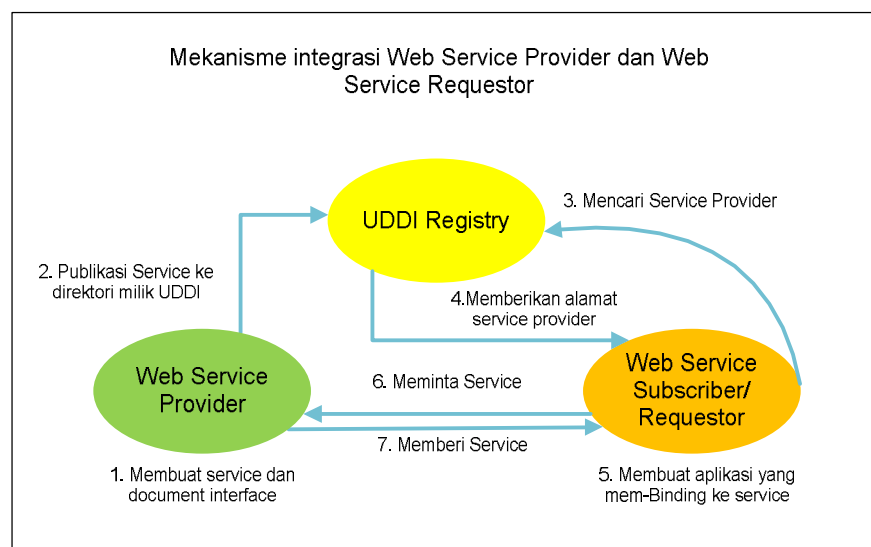 Mekanisme integrasi Web Service Provider dan Web
Service Requestor
UDDI Registry
3. Mencari Service Provider
2. Publikasi Service ke
direktori milik UDDI
4.Memberikan alamat
service provider
Web Service
Provider
6. Meminta Service
Web Service
Subscriber/
Requestor
7. Memberi Service
1. Membuat service dan
document interface
5. Membuat aplikasi yang
mem-Binding ke service